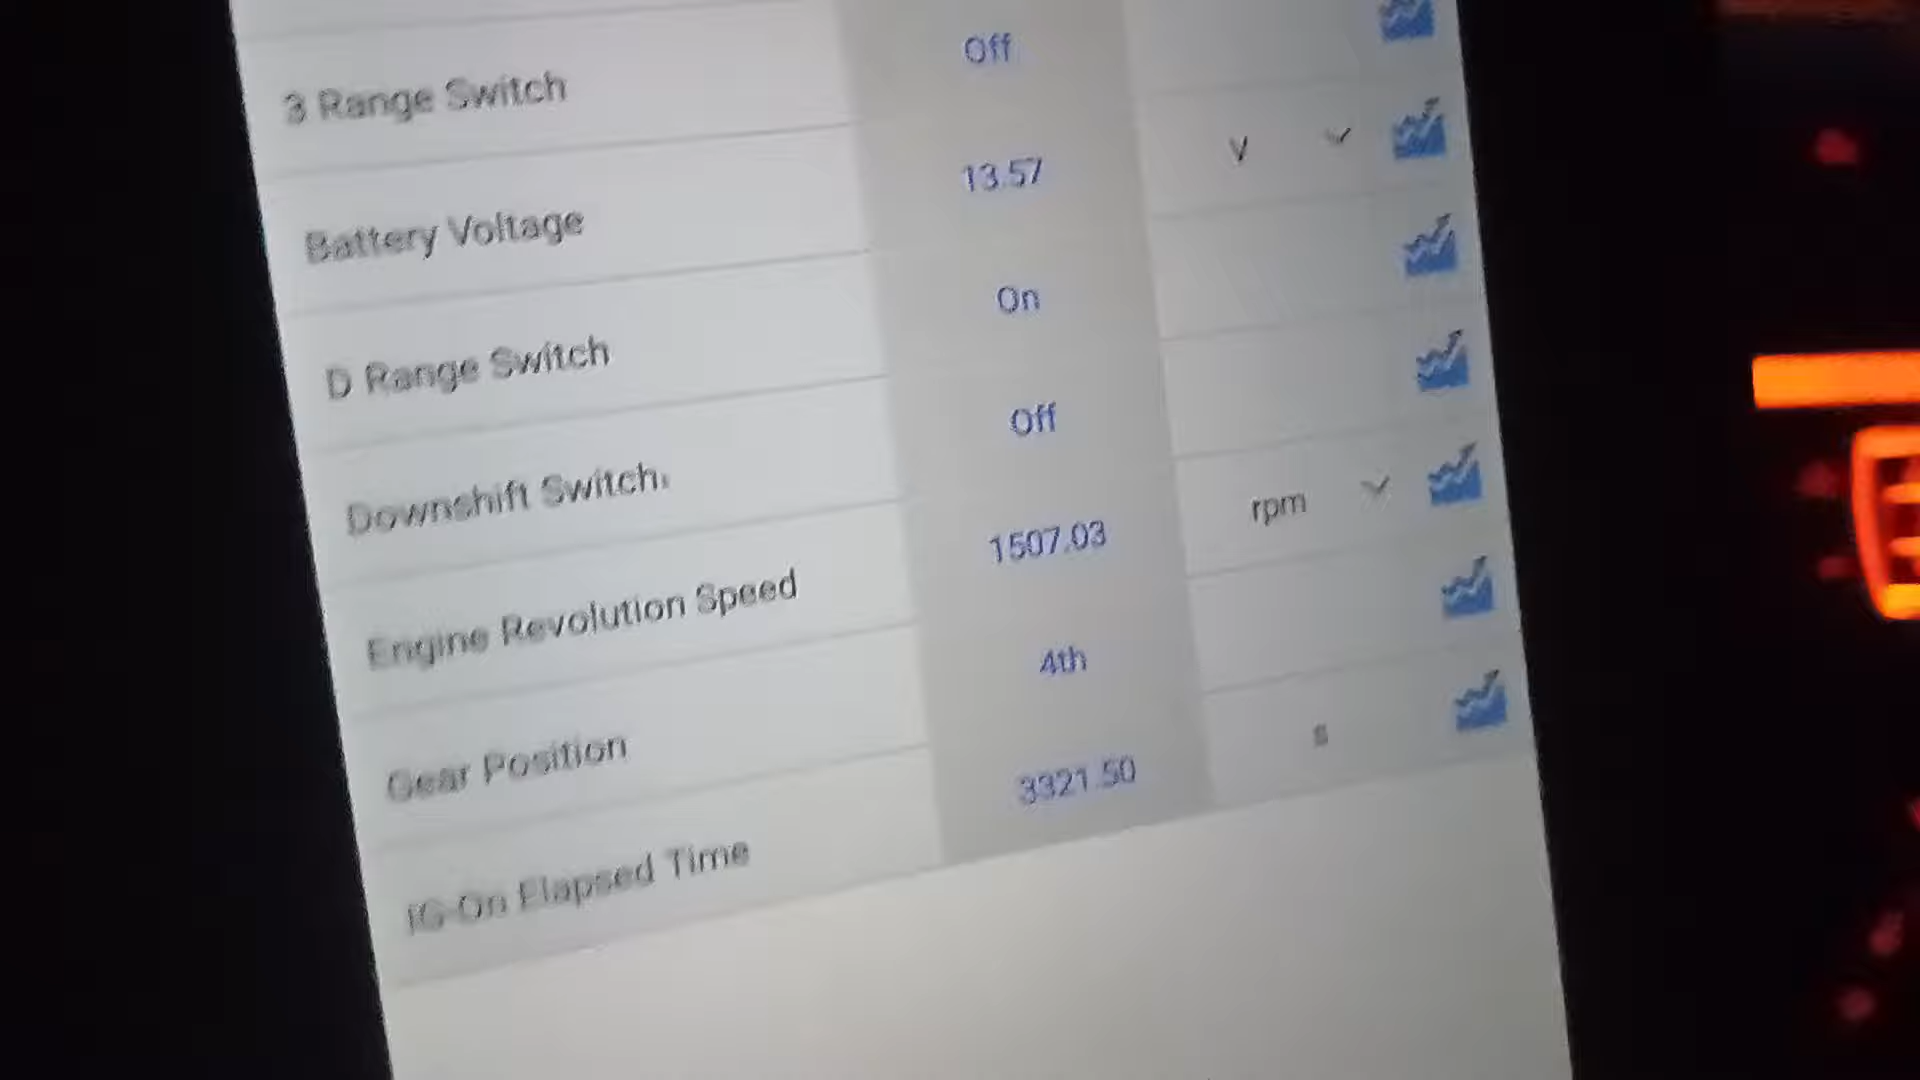 3 Range Switch Off
Battery Voltage 13.57 V
D Range Switch On
Downshift Switch. Off
Engine Revolution Speed 1507.03 rpm
Gear Position 4th
IG-On Elapsed Time 3321.50 s